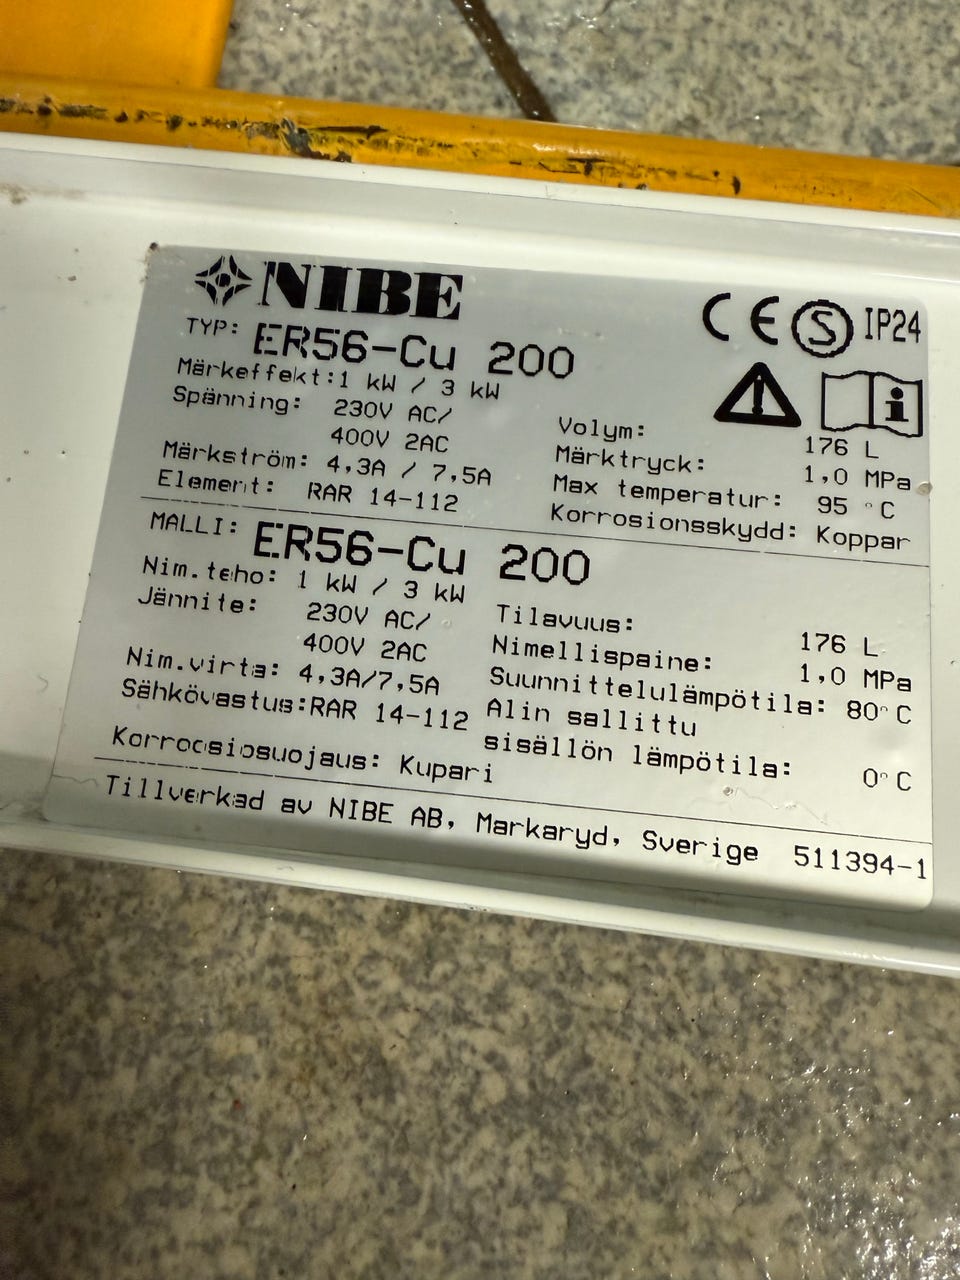 NIBE
CE S IP24
TYP: ER56-Cu 200
Märkeffekt:1 kW / 3 kW
Spänning: 230V AC/
400V 2AC
Märkström: 4,3A / 7,5A
Element: RAR 14-112
Volym: 176 L
Märktryck: 1,0 MPa
Max temperatur: 95 °C
Korrosionsskydd: Koppar
MALLI: ER56-Cu 200
Nim.teho: 1 kW / 3 kW
Jännite: 230V AC/
400V 2AC
Nim.virta: 4,3A/7,5A
Sähkövastus:RAR 14-112
Korroosiosuojaus: Kupari
Tilavuus: 176 L
Nimellispaine: 1,0 MPa
Suunnittelulämpötila: 80°C
Alin sallittu
sisällön lämpötila: 0°C
Tillverkad av NIBE AB, Markaryd, Sverige 511394-1